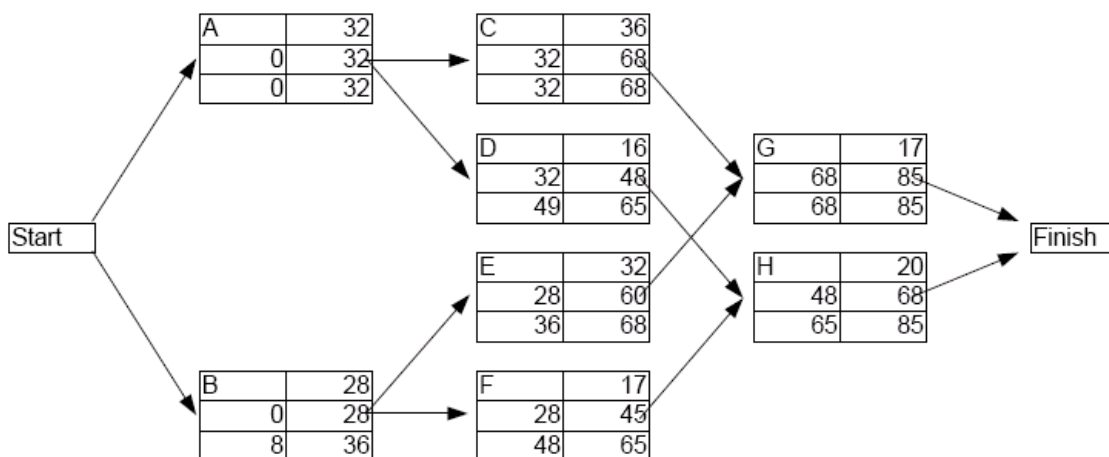 A 32
0 32
0 32
C 36
32 68
32 68
D 16
32 48
49 65
G 17
68 85
68 85
Start
Finish
E 32
28 60
36 68
H 20
48 68
65 85
B 28
0 28
8 36
F 17
28 45
48 65